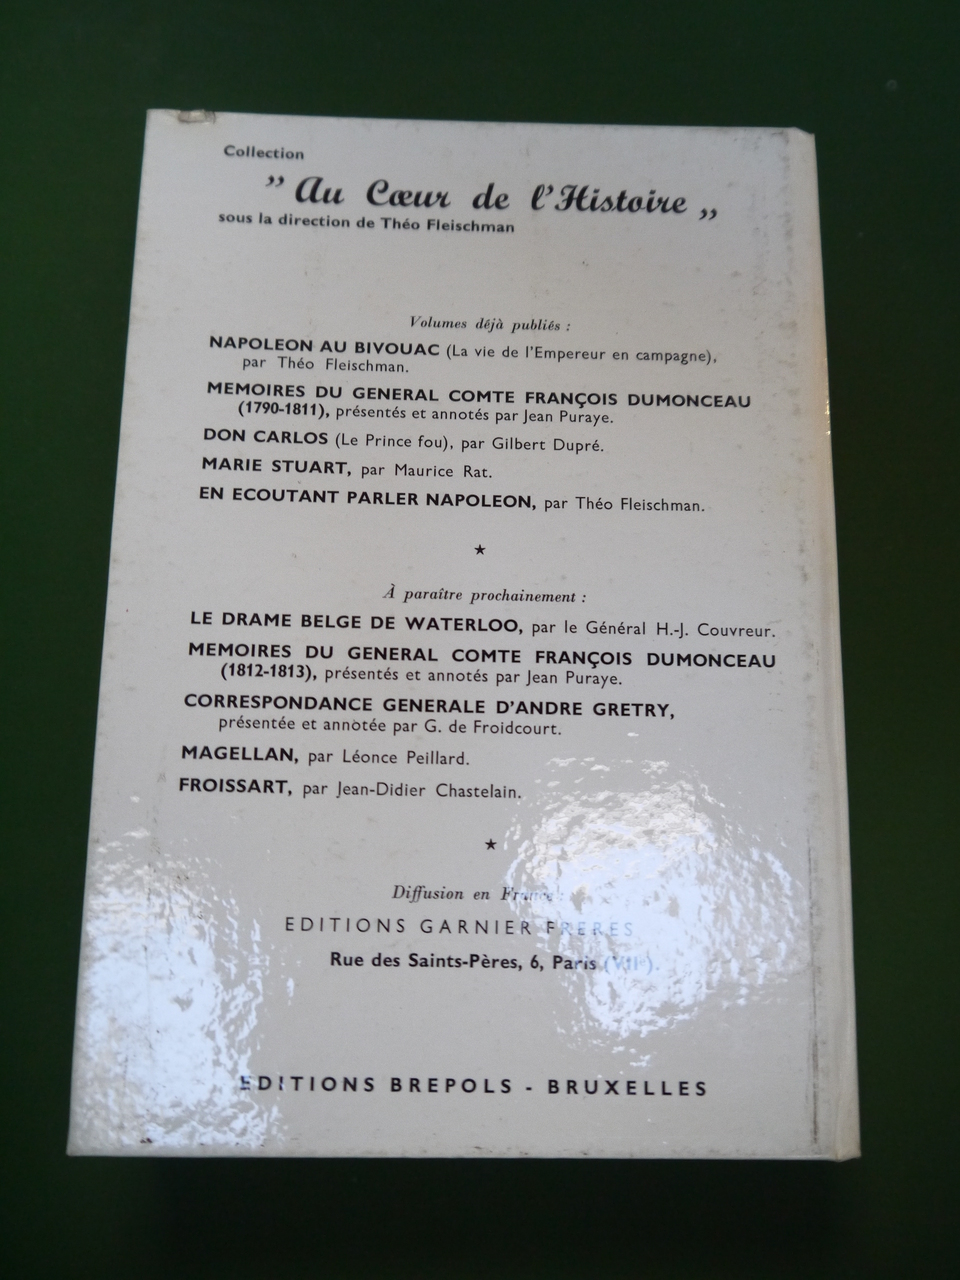 Collection
" Au Cœur de l'Histoire „
sous la direction de Théo Fleischman
Volumes déjà publiés :
NAPOLEON AU BIVOUAC (La vie de l'Empereur en campagne),
par Théo Fleischman.
MEMOIRES DU GENERAL COMTE FRANÇOIS DUMONCEAU
(1790-1811), présentés et annotés par Jean Puraye.
DON CARLOS (Le Prince fou), par Gilbert Dupré.
MARIE STUART, par Maurice Rat.
EN ECOUTANT PARLER NAPOLEON, par Théo Fleischman.
★
À paraître prochainement :
LE DRAME BELGE DE WATERLOO, par le Général H.-J. Couvreur.
MEMOIRES DU GENERAL COMTE FRANÇOIS DUMONCEAU
(1812-1813), présentés et annotés par Jean Puraye.
CORRESPONDANCE GENERALE D'ANDRE GRETRY,
présentée et annotée par G. de Froidcourt.
MAGELLAN, par Léonce Peillard.
FROISSART, par Jean-Didier Chastelain.
★
Diffusion en France :
EDITIONS GARNIER FRERES
Rue des Saints-Pères, 6, Paris (VIIe).
EDITIONS BREPOLS - BRUXELLES